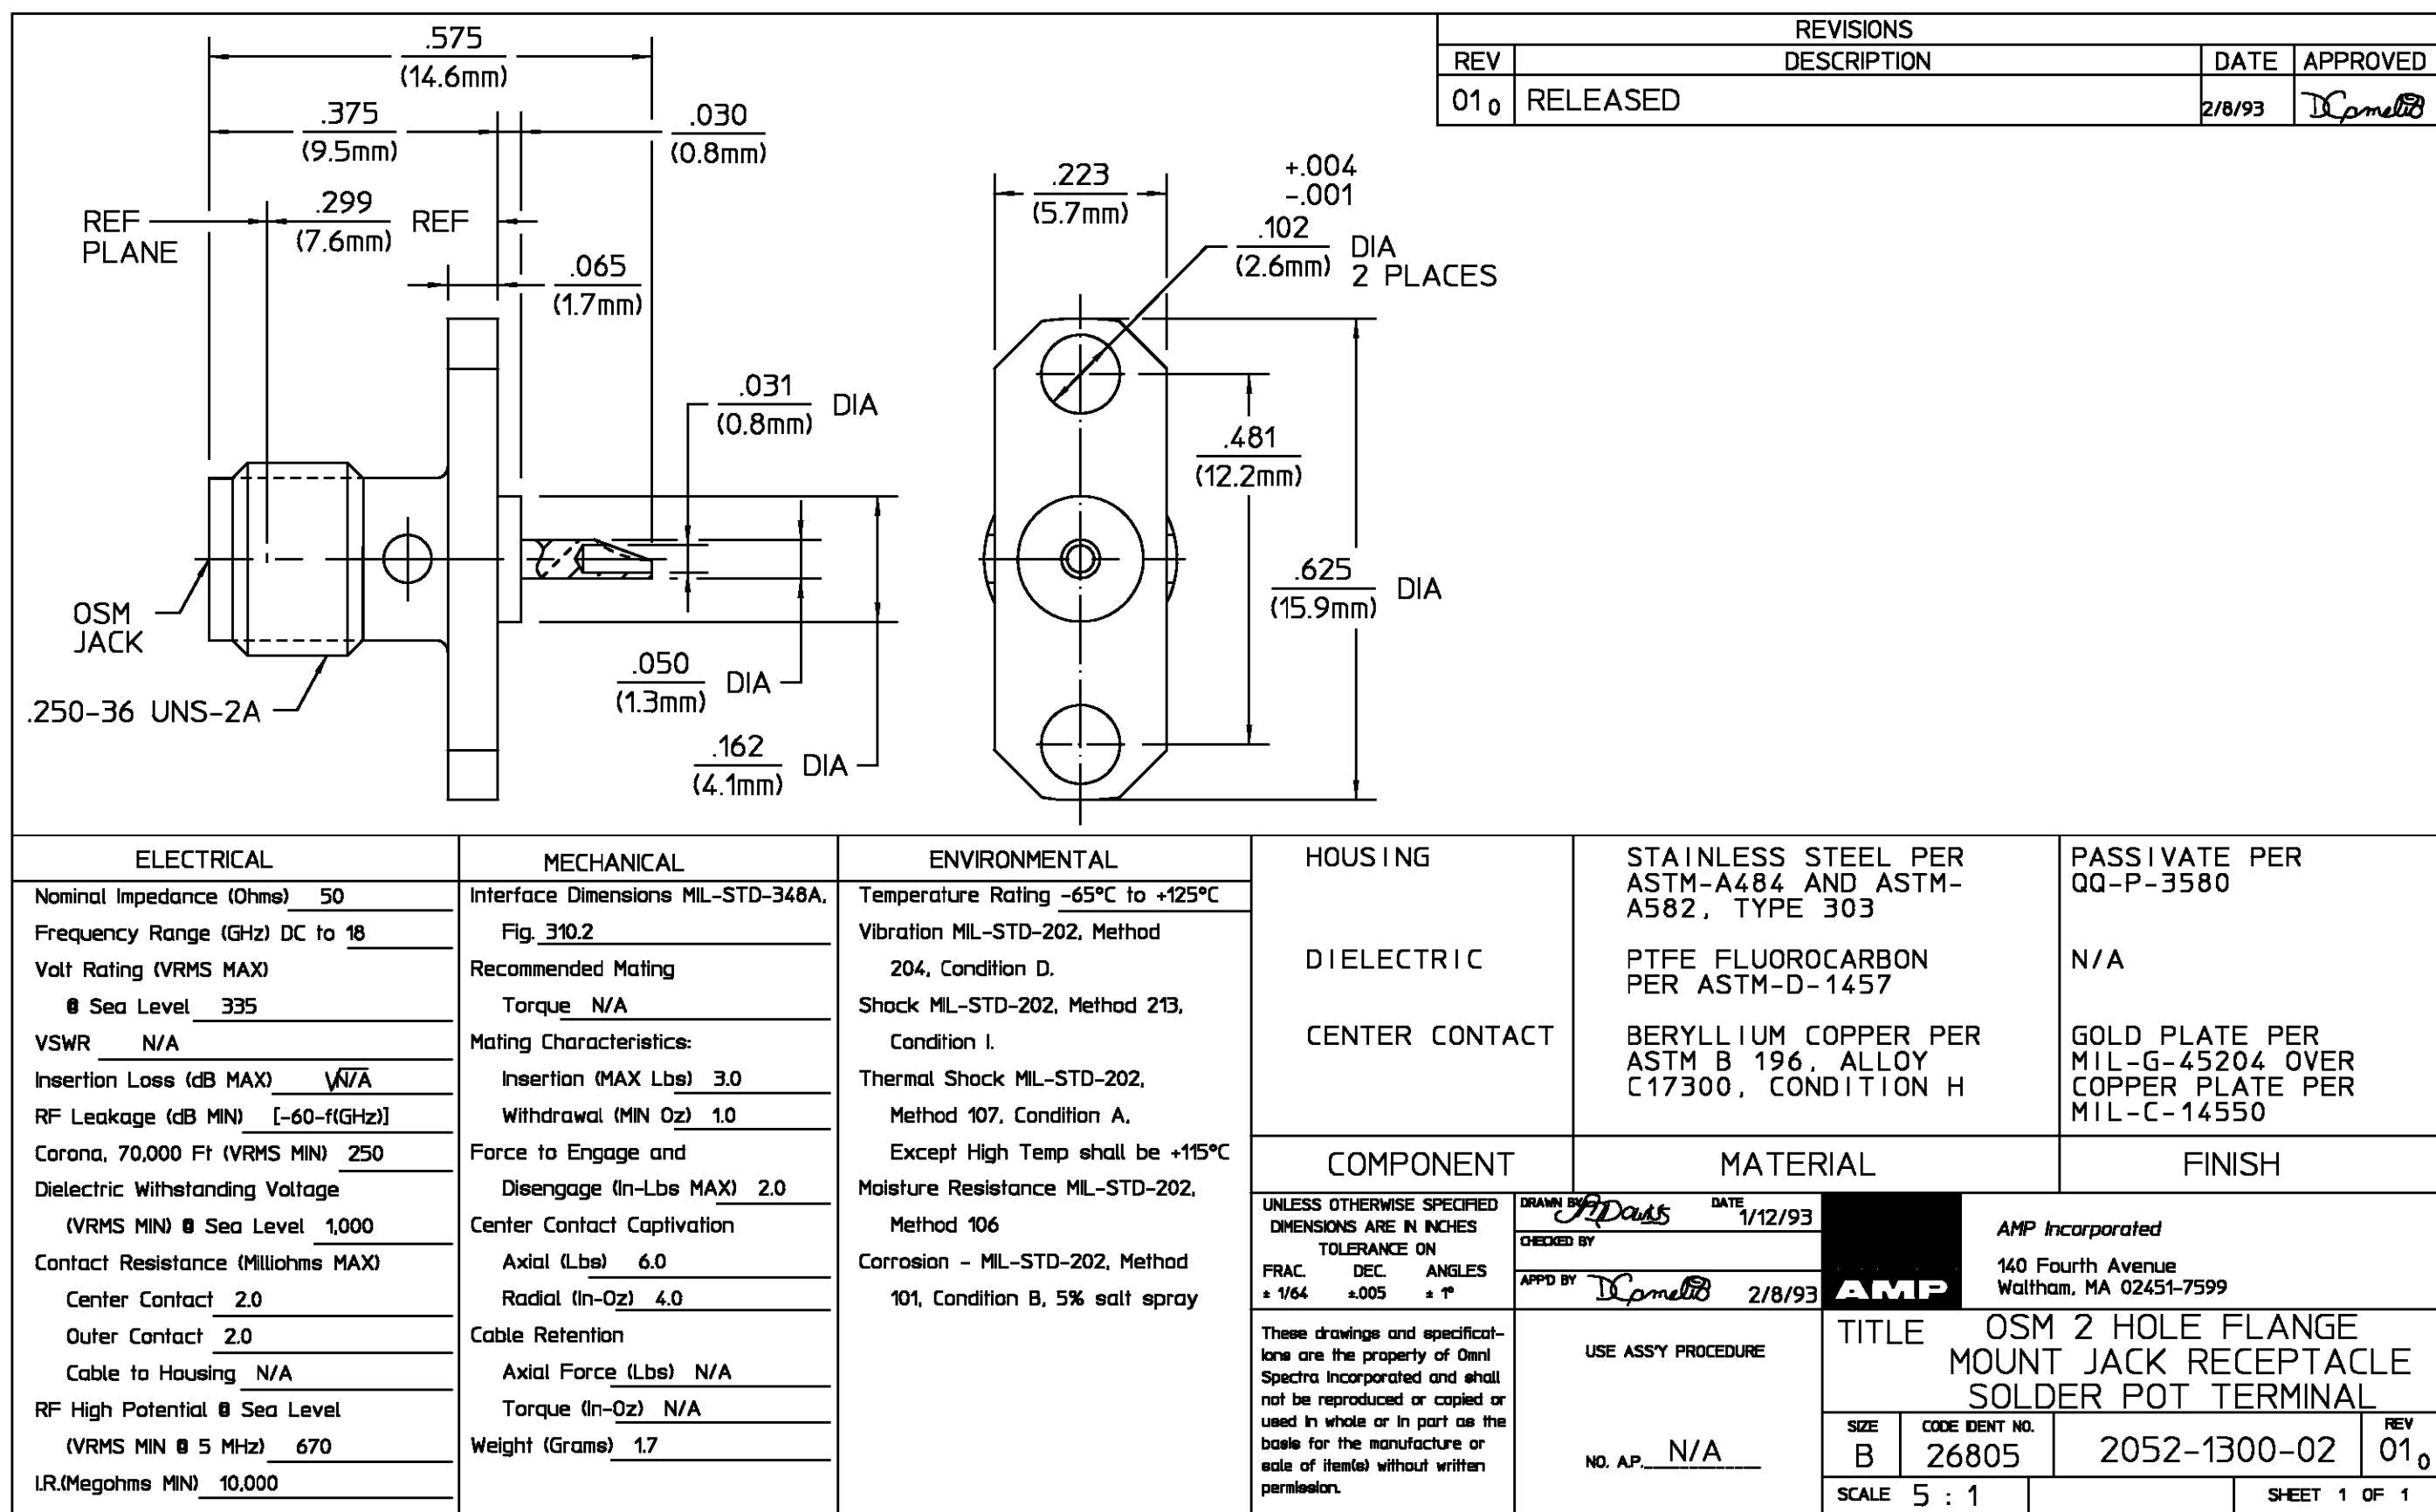 .575
(14.6mm)
.375
(9.5mm)
.030
(0.8mm)
REF
PLANE
.299
(7.6mm)
REF
.065
(1.7mm)
.031
(0.8mm)
DIA
OSM
JACK
.250-36 UNS-2A
.050
(1.3mm)
DIA
.162
(4.1mm)
DIA
.223
(5.7mm)
+.004
-.001
.102
(2.6mm)
DIA
2 PLACES
.481
(12.2mm)
.625
(15.9mm)
DIA
REVISIONS
REV DESCRIPTION DATE APPROVED
01 0 RELEASED 2/8/93
ELECTRICAL
Nominal Impedance (Ohms) 50
Frequency Range (GHz) DC to 18
Volt Rating (VRMS MAX)
@ Sea Level 335
VSWR N/A
Insertion Loss (dB MAX) √N/A
RF Leakage (dB MIN) [-60-f(GHz)]
Corona, 70,000 Ft (VRMS MIN) 250
Dielectric Withstanding Voltage
(VRMS MIN) @ Sea Level 1,000
Contact Resistance (Milliohms MAX)
Center Contact 2.0
Outer Contact 2.0
Cable to Housing N/A
RF High Potential @ Sea Level
(VRMS MIN @ 5 MHz) 670
I.R.(Megohms MIN) 10,000
MECHANICAL
Interface Dimensions MIL-STD-348A,
Fig. 310.2
Recommended Mating
Torque N/A
Mating Characteristics:
Insertion (MAX Lbs) 3.0
Withdrawal (MIN Oz) 1.0
Force to Engage and
Disengage (In-Lbs MAX) 2.0
Center Contact Captivation
Axial (Lbs) 6.0
Radial (In-Oz) 4.0
Cable Retention
Axial Force (Lbs) N/A
Torque (In-Oz) N/A
Weight (Grams) 1.7
ENVIRONMENTAL
Temperature Rating -65°C to +125°C
Vibration MIL-STD-202, Method
204, Condition D.
Shock MIL-STD-202, Method 213,
Condition I.
Thermal Shock MIL-STD-202,
Method 107, Condition A,
Except High Temp shall be +115°C
Moisture Resistance MIL-STD-202,
Method 106
Corrosion - MIL-STD-202, Method
101, Condition B, 5% salt spray
HOUSING
STAINLESS STEEL PER
ASTM-A484 AND ASTM-
A582, TYPE 303
PASSIVATE PER
QQ-P-3580
DIELECTRIC
PTFE FLUOROCARBON
PER ASTM-D-1457
N/A
CENTER CONTACT
BERYLLIUM COPPER PER
ASTM B 196, ALLOY
C17300, CONDITION H
GOLD PLATE PER
MIL-G-45204 OVER
COPPER PLATE PER
MIL-C-14550
COMPONENT MATERIAL FINISH
UNLESS OTHERWISE SPECIFIED
DIMENSIONS ARE IN INCHES
TOLERANCE ON
FRAC. DEC. ANGLES
± 1/64 ±.005 ± 1°
These drawings and specificat-
ions are the property of Omni
Spectra Incorporated and shall
not be reproduced or copied or
used in whole or in part as the
basis for the manufacture or
sale of item(s) without written
permission.
DRAWN BY DATE
1/12/93
CHECKED BY
APP'D BY 2/8/93
USE ASS'Y PROCEDURE
NO. A.P. N/A
AMP
AMP Incorporated
140 Fourth Avenue
Waltham, MA 02451-7599
TITLE OSM 2 HOLE FLANGE
MOUNT JACK RECEPTACLE
SOLDER POT TERMINAL
SIZE
B
CODE IDENT NO.
26805
2052-1300-02
REV
01 0
SCALE 5 : 1
SHEET 1 OF 1